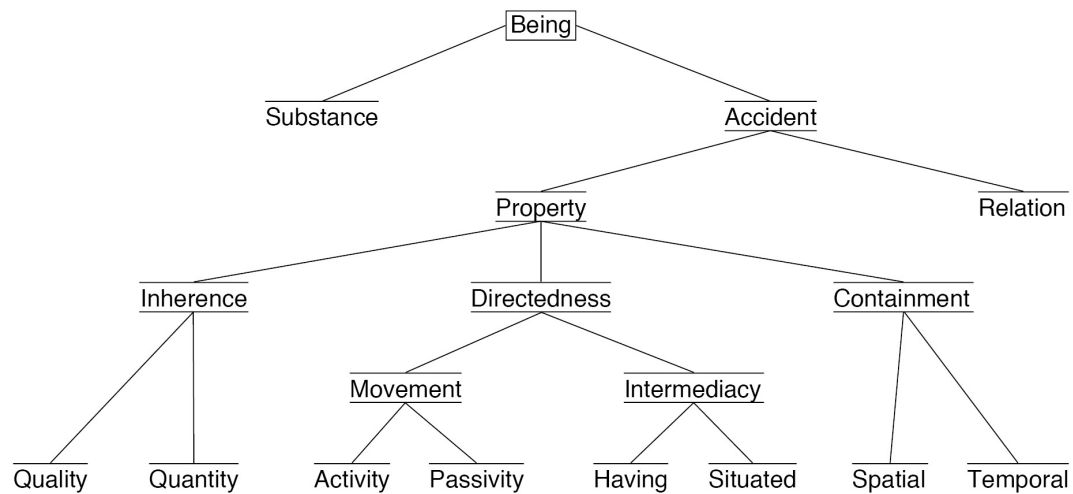 Being
Substance Accident
Property Relation
Inherence Directedness Containment
Movement Intermediacy
Quality Quantity Activity Passivity Having Situated Spatial Temporal